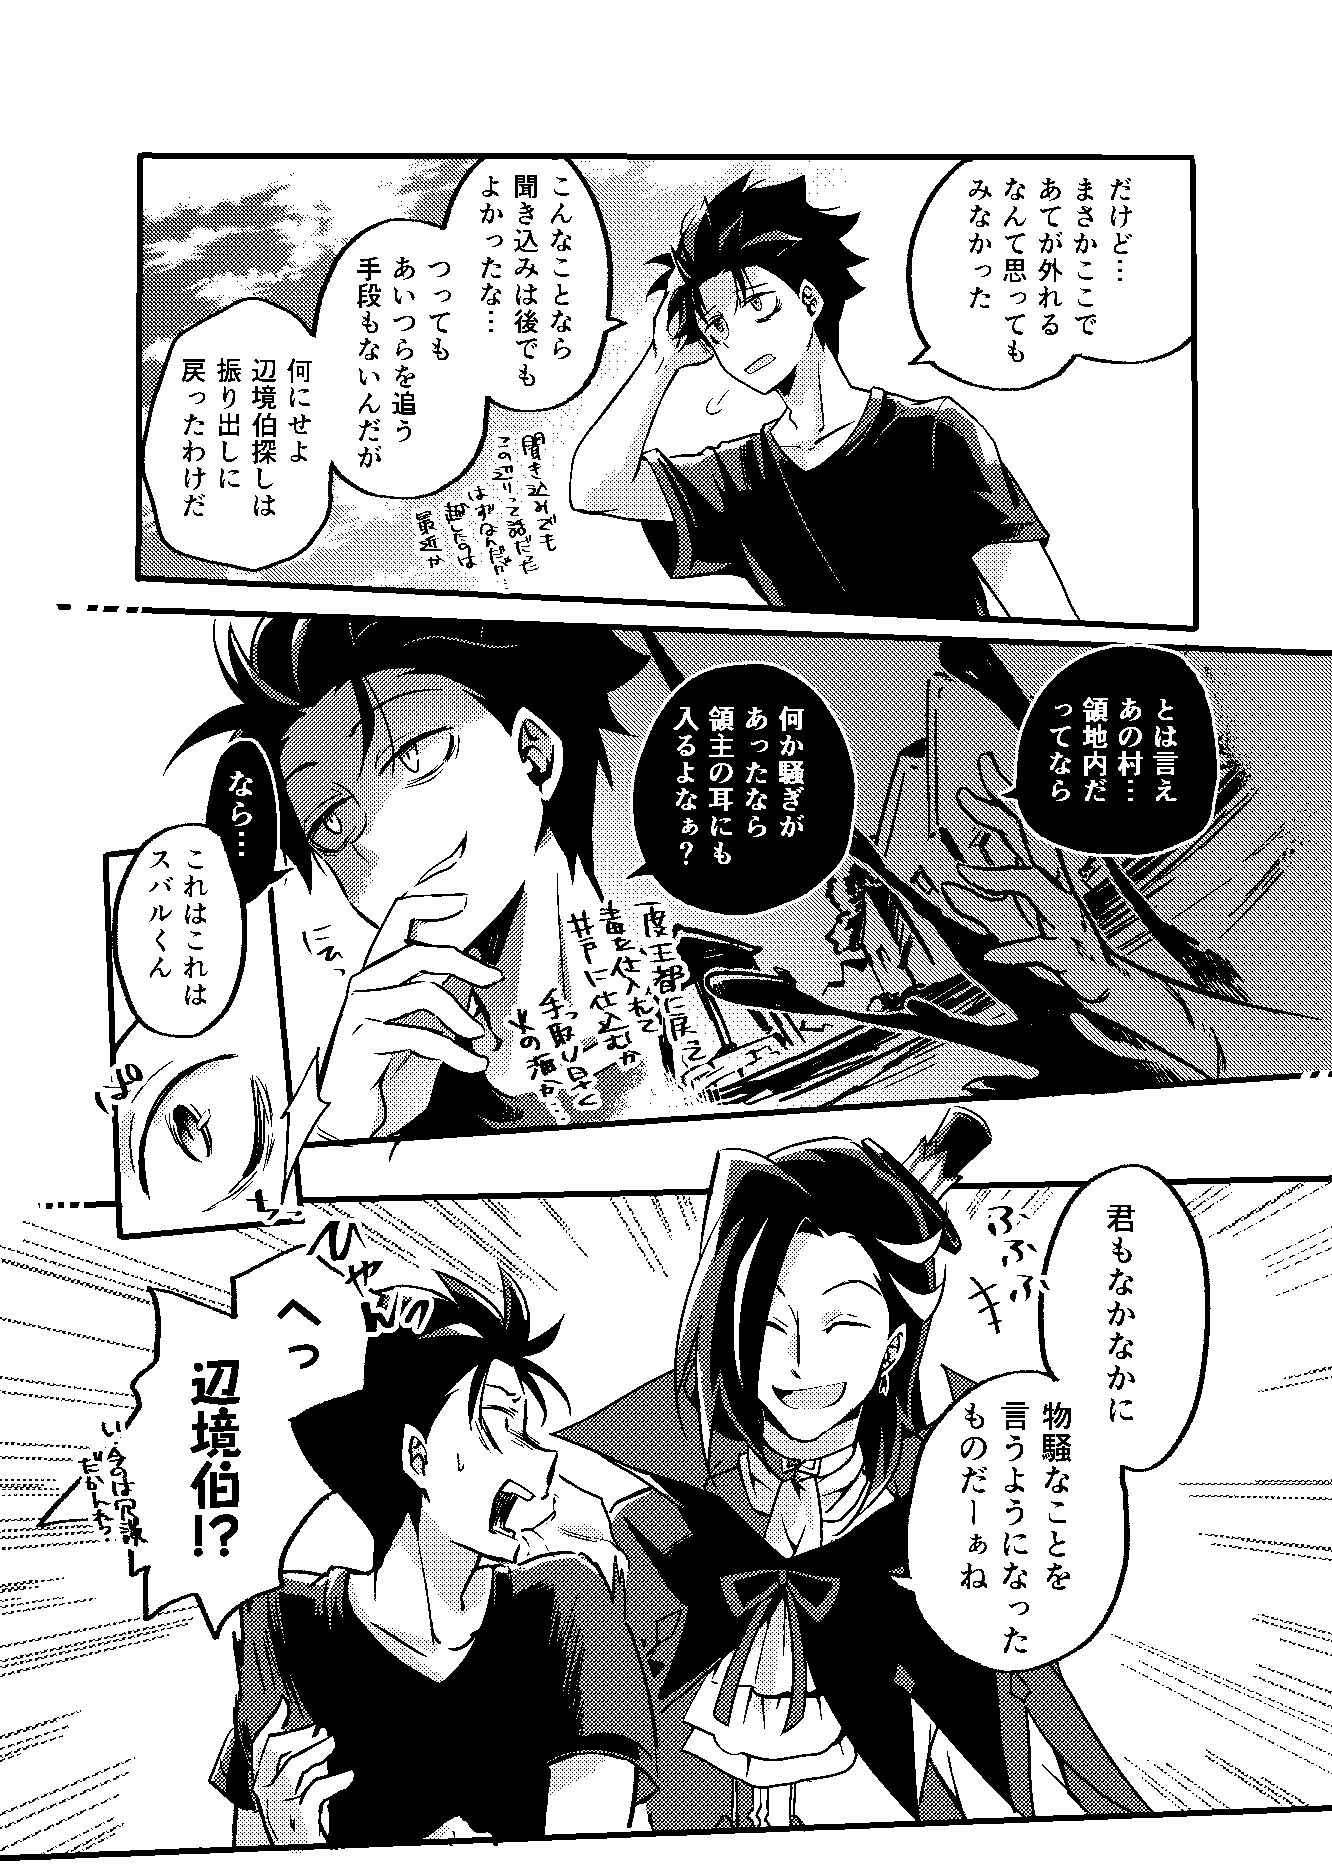 だけど…
まさかここで
あてが外れる
なんて思っても
みなかった
こんなことなら
聞き込みは後でも
よかったな…
つっても
あいつらを追う
手段もないんだが
聞き込みでも
この辺りって話だった
はずなんだが…
越したのは
最近か
何にせよ
辺境伯探しは
振り出しに
戻ったわけだ
とは言え
あの村…
領地内だ
ってなら
何か騒ぎが
あったなら
領主の耳にも
入るよなぁ?
一度王都に戻って
毒を仕入れて
井戸に仕込むか
手っ取り早く
火の海か…
なら…
これはこれは
スバルくん
ふふふ
君もなかなかに
物騒なことを
言うようになった
ものだーぁね
ひゃんっ
へっ
辺境伯!?
い、今のは冗談
だかんね?